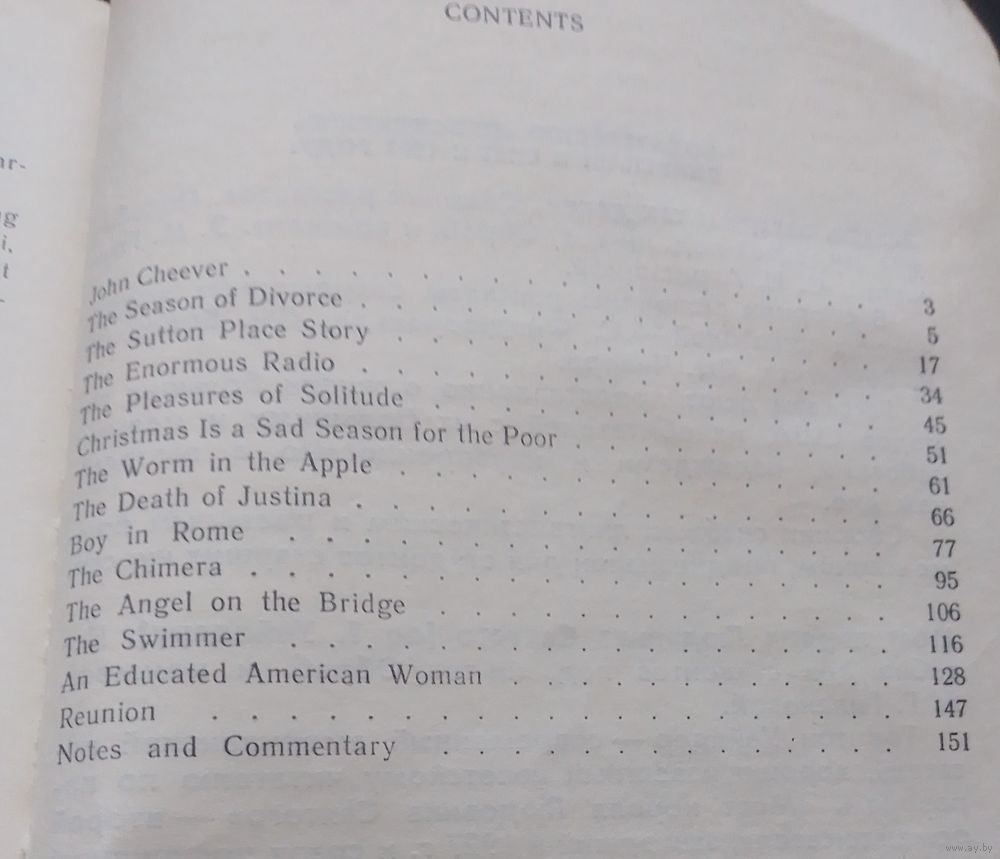 CONTENTS
John Cheever . . . . . . . . . . . . . . . . . . 3
The Season of Divorce . . . . . . . . . . . . . . 5
The Sutton Place Story . . . . . . . . . . . . . 17
The Enormous Radio . . . . . . . . . . . . . . 34
The Pleasures of Solitude . . . . . . . . . . . . 45
Christmas Is a Sad Season for the Poor . . . . . . . . 51
The Worm in the Apple . . . . . . . . . . . . . 61
The Death of Justina . . . . . . . . . . . . . . 66
Boy in Rome . . . . . . . . . . . . . . . . 77
The Chimera . . . . . . . . . . . . . . . . . 95
The Angel on the Bridge . . . . . . . . . . . . 106
The Swimmer . . . . . . . . . . . . . . . . 116
An Educated American Woman . . . . . . . . . . 128
Reunion . . . . . . . . . . . . . . . . . . 147
Notes and Commentary . . . . . . . . . . . . 151
www.ay.by